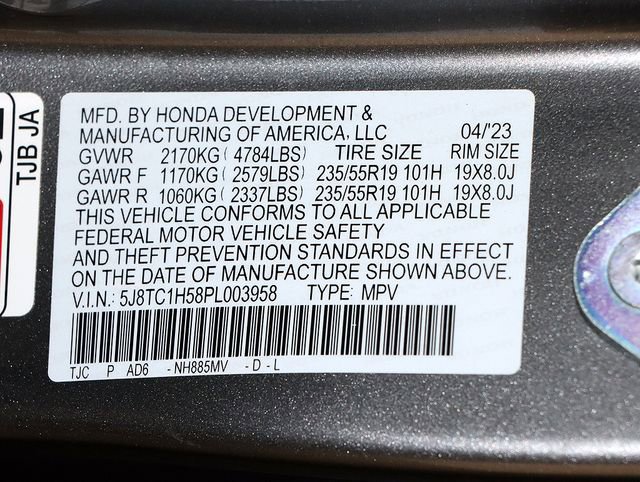 MFD. BY HONDA DEVELOPMENT &
MANUFACTURING OF AMERICA, LLC 04/'23
GVWR 2170KG ( 4784LBS) TIRE SIZE RIM SIZE
GAWR F 1170KG ( 2579LBS) 235/55R19 101H 19X8.0J
GAWR R 1060KG ( 2337LBS) 235/55R19 101H 19X8.0J
THIS VEHICLE CONFORMS TO ALL APPLICABLE
FEDERAL MOTOR VEHICLE SAFETY
AND THEFT PREVENTION STANDARDS IN EFFECT
ON THE DATE OF MANUFACTURE SHOWN ABOVE.
V.I.N.: 5J8TC1H58PL003958 TYPE: MPV
TJC P AD6 - NH885MV - D - L
TJB JA